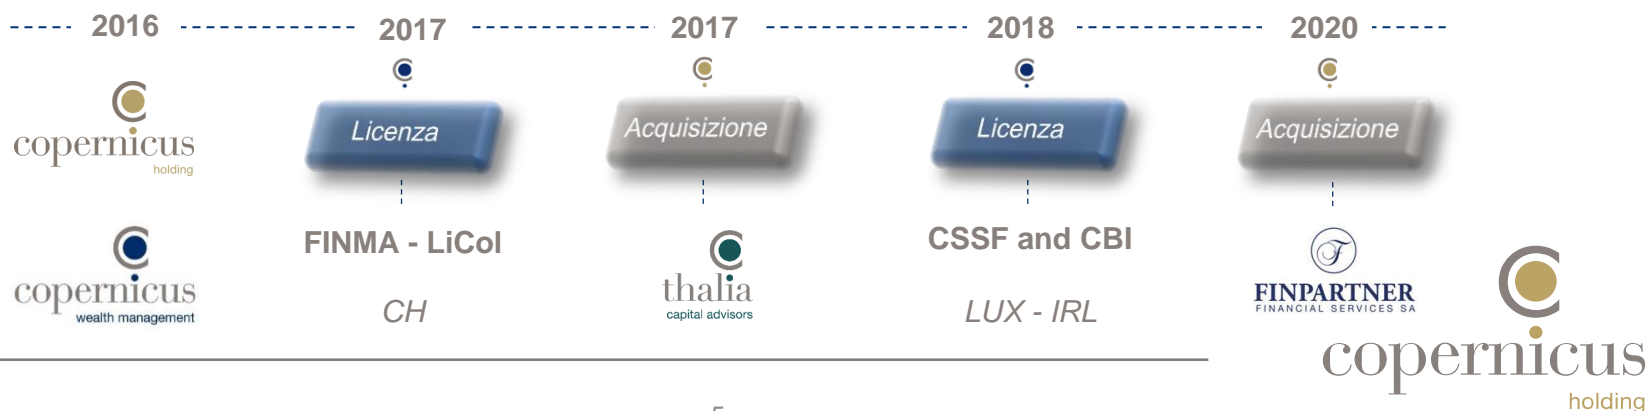 2016 2017 2017 2018 2020
copernicus
holding
Licenza Acquisizione Licenza Acquisizione
copernicus
wealth management
FINMA - LiCol
CH
thalia
capital advisors
CSSF and CBI
LUX - IRL
F
FINPARTNER
FINANCIAL SERVICES SA
copernicus
holding
5